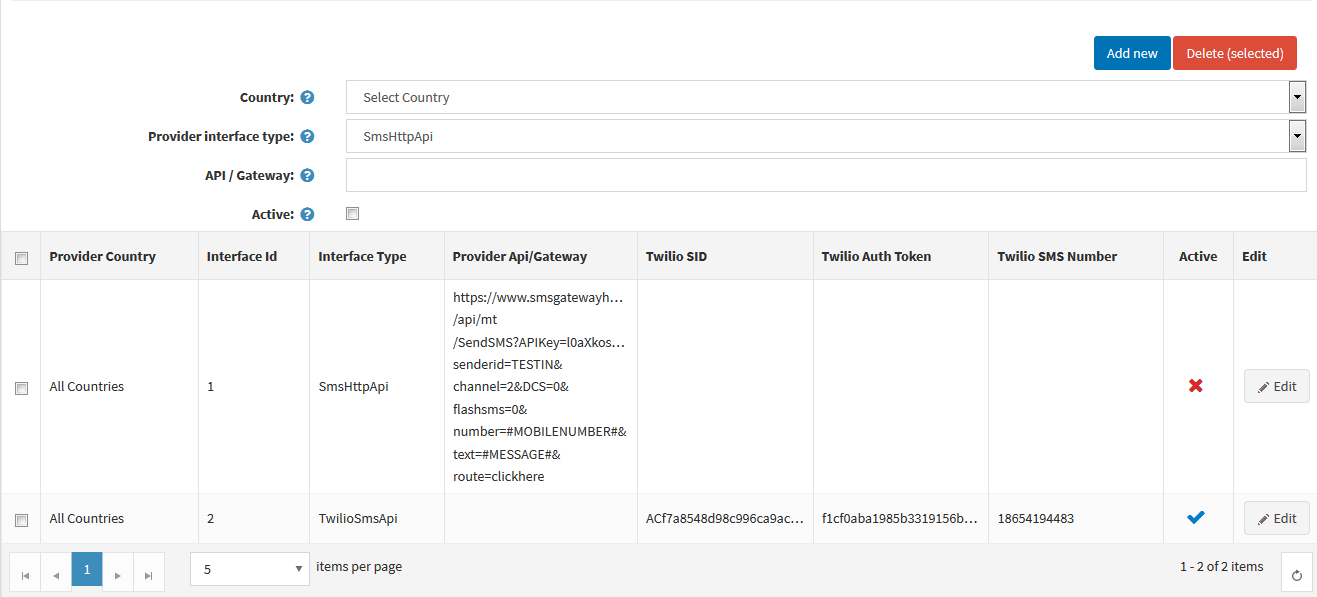 Add new
Delete (selected)
Country: ?
Select Country
Provider interface type: ?
SmsHttpApi
API / Gateway: ?
Active: ?
Provider Country
Interface Id
Interface Type
Provider Api/Gateway
Twilio SID
Twilio Auth Token
Twilio SMS Number
Active
Edit
https://www.smsgatewayh...
/api/mt
/SendSMS?APIKey=l0aXkos...
senderid=TESTIN&
channel=2&DCS=0&
flashsms=0&
number=#MOBILENUMBER#&
text=#MESSAGE#&
route=clickhere
All Countries
1
SmsHttpApi
Edit
All Countries
2
TwilioSmsApi
ACf7a8548d98c996ca9ac...
f1cf0aba1985b3319156b...
18654194483
Edit
1
5
items per page
1 - 2 of 2 items